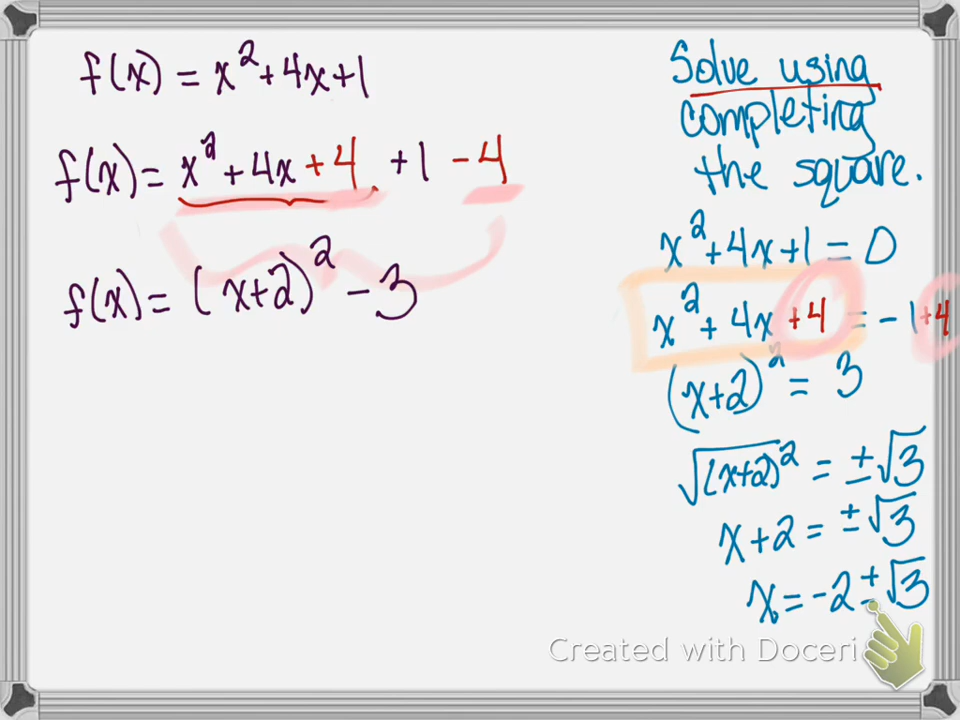 f(x) = x² + 4x + 1
f(x) = x² + 4x + 4 + 1 - 4
f(x) = (x+2)² - 3
Solve using
completing
the square.
x² + 4x + 1 = 0
x² + 4x + 4 = - 1 + 4
(x+2)² = 3
√(x+2)² = ±√3
x + 2 = ±√3
x = -2 ± √3
Created with Doceri